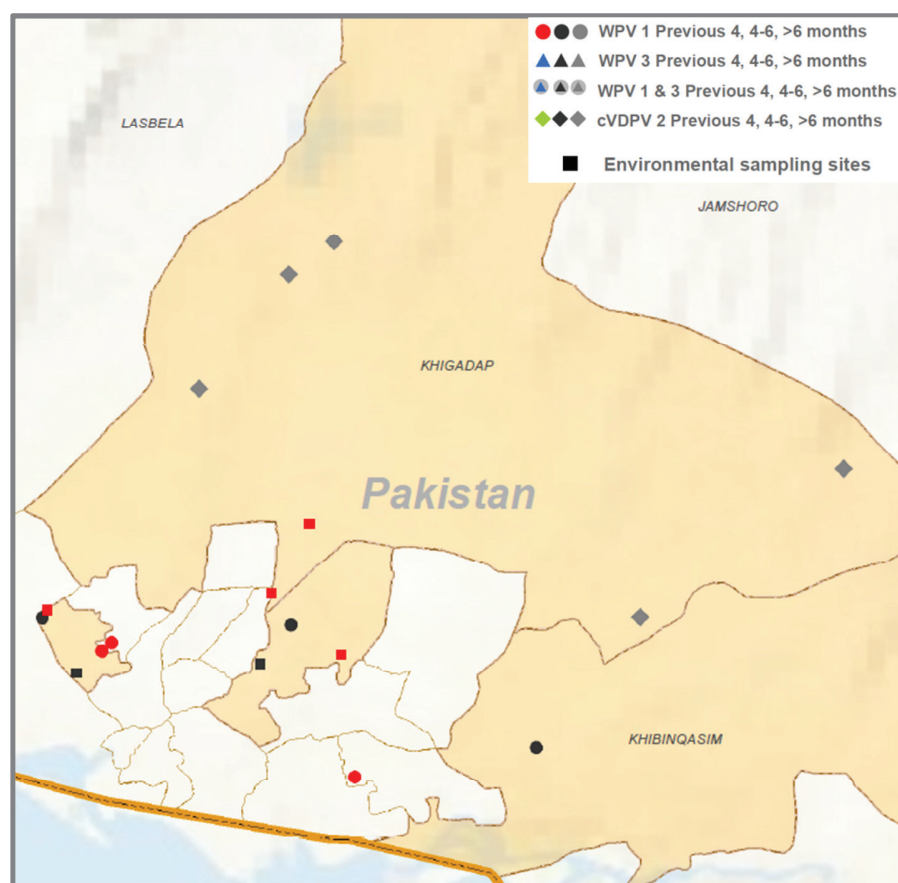 WPV 1 Previous 4, 4-6, >6 months
WPV 3 Previous 4, 4-6, >6 months
WPV 1 & 3 Previous 4, 4-6, >6 months
cVDPV 2 Previous 4, 4-6, >6 months
Environmental sampling sites
LASBELA
JAMSHORO
KHIGADAP
Pakistan
KHIBINQASIM